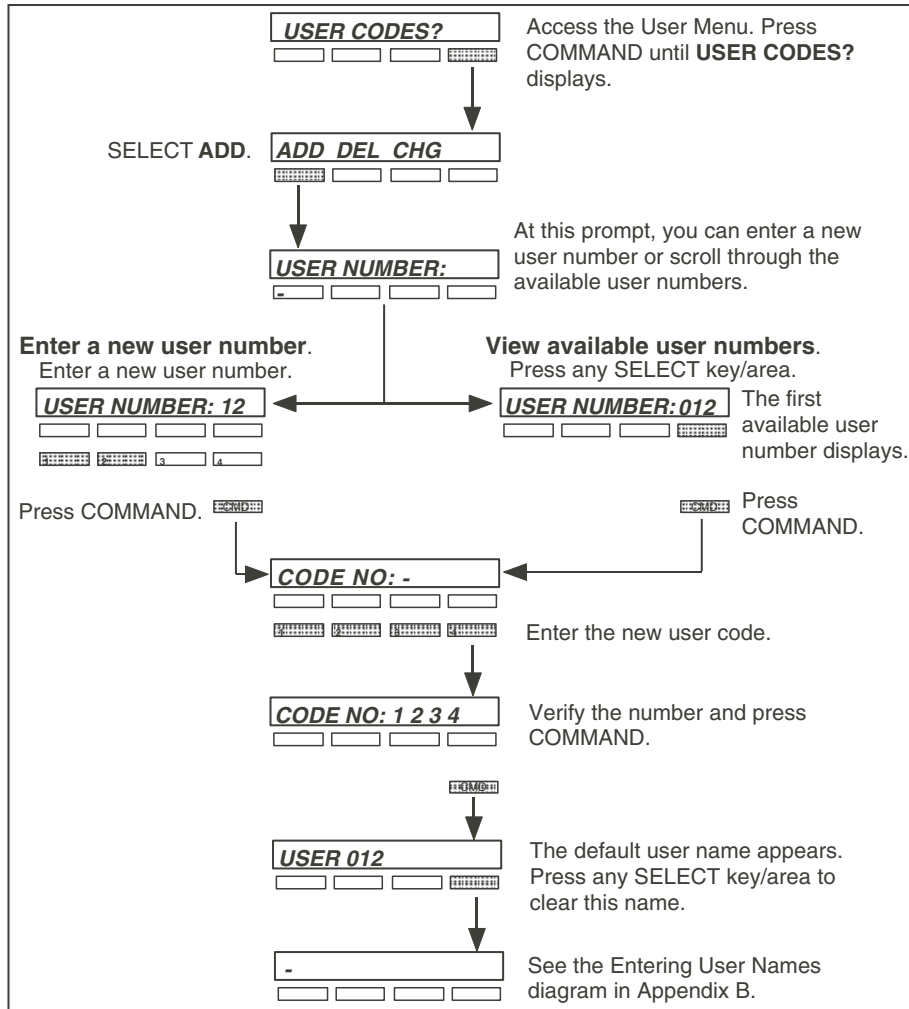 USER CODES?
Access the User Menu. Press
COMMAND until USER CODES?
displays.
SELECT ADD.
ADD DEL CHG
At this prompt, you can enter a new
user number or scroll through the
available user numbers.
USER NUMBER:
-
Enter a new user number.
Enter a new user number.
USER NUMBER: 12
1 2 3 4
View available user numbers.
Press any SELECT key/area.
USER NUMBER: 012
The first
available user
number displays.
Press COMMAND.
CMD
CMD
Press
COMMAND.
CODE NO: -
1 2 3 4
Enter the new user code.
CODE NO: 1 2 3 4
Verify the number and press
COMMAND.
CMD
USER 012
The default user name appears.
Press any SELECT key/area to
clear this name.
-
See the Entering User Names
diagram in Appendix B.